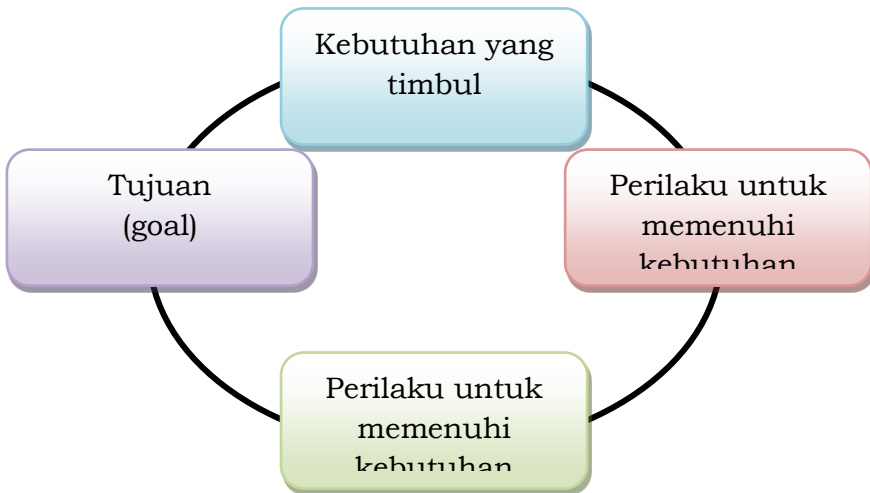 Kebutuhan yang
timbul
Tujuan
(goal)
Perilaku untuk
memenuhi
kebutuhan
Perilaku untuk
memenuhi
kebutuhan